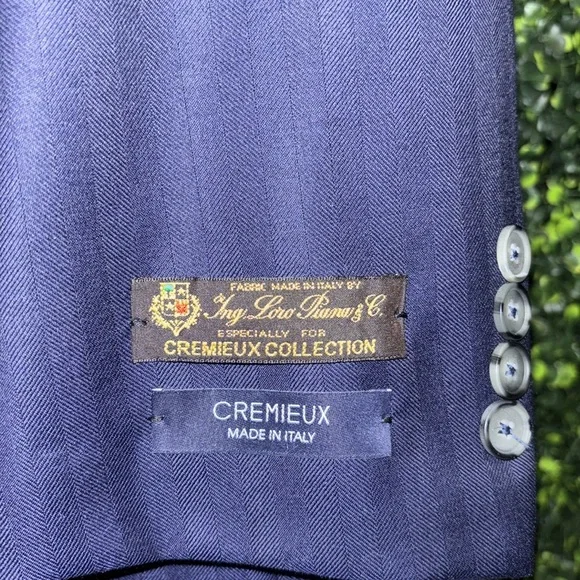 FABRIC MADE IN ITALY BY
Ing. Loro Piana & C.
ESPECIALLY FOR
CREMIEUX COLLECTION
CREMIEUX
MADE IN ITALY